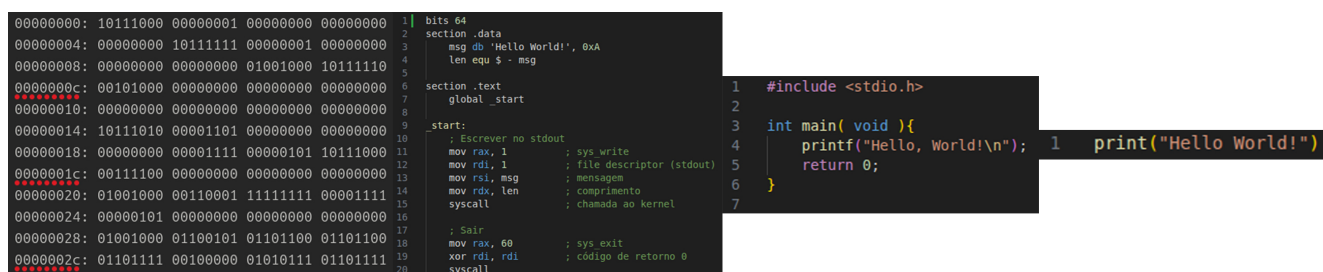 00000000: 10111000 00000001 00000000 00000000
00000004: 00000000 10111111 00000001 00000000
00000008: 00000000 00000000 01001000 10111110
0000000c: 00101000 00000000 00000000 00000000
00000010: 00000000 00000000 00000000 00000000
00000014: 10111010 00001101 00000000 00000000
00000018: 00000000 00001111 00000101 10111000
0000001c: 00111100 00000000 00000000 00000000
00000020: 01001000 00110001 11111111 00001111
00000024: 00000101 00000000 00000000 00000000
00000028: 01001000 01100101 01101100 01101100
0000002c: 01101111 00100000 01010111 01101111
1 bits 64
2 section .data
3 msg db 'Hello World!', 0xA
4 len equ $ - msg
5
6 section .text
7 global _start
8
9 _start:
10 ; Escrever no stdout
11 mov rax, 1 ; sys_write
12 mov rdi, 1 ; file descriptor (stdout)
13 mov rsi, msg ; mensagem
14 mov rdx, len ; comprimento
15 syscall ; chamada ao kernel
16
17 ; Sair
18 mov rax, 60 ; sys_exit
19 xor rdi, rdi ; código de retorno 0
20 syscall
1 #include <stdio.h>
2
3 int main( void ){
4 printf("Hello, World!\n");
5 return 0;
6 }
7
1 print("Hello World!")